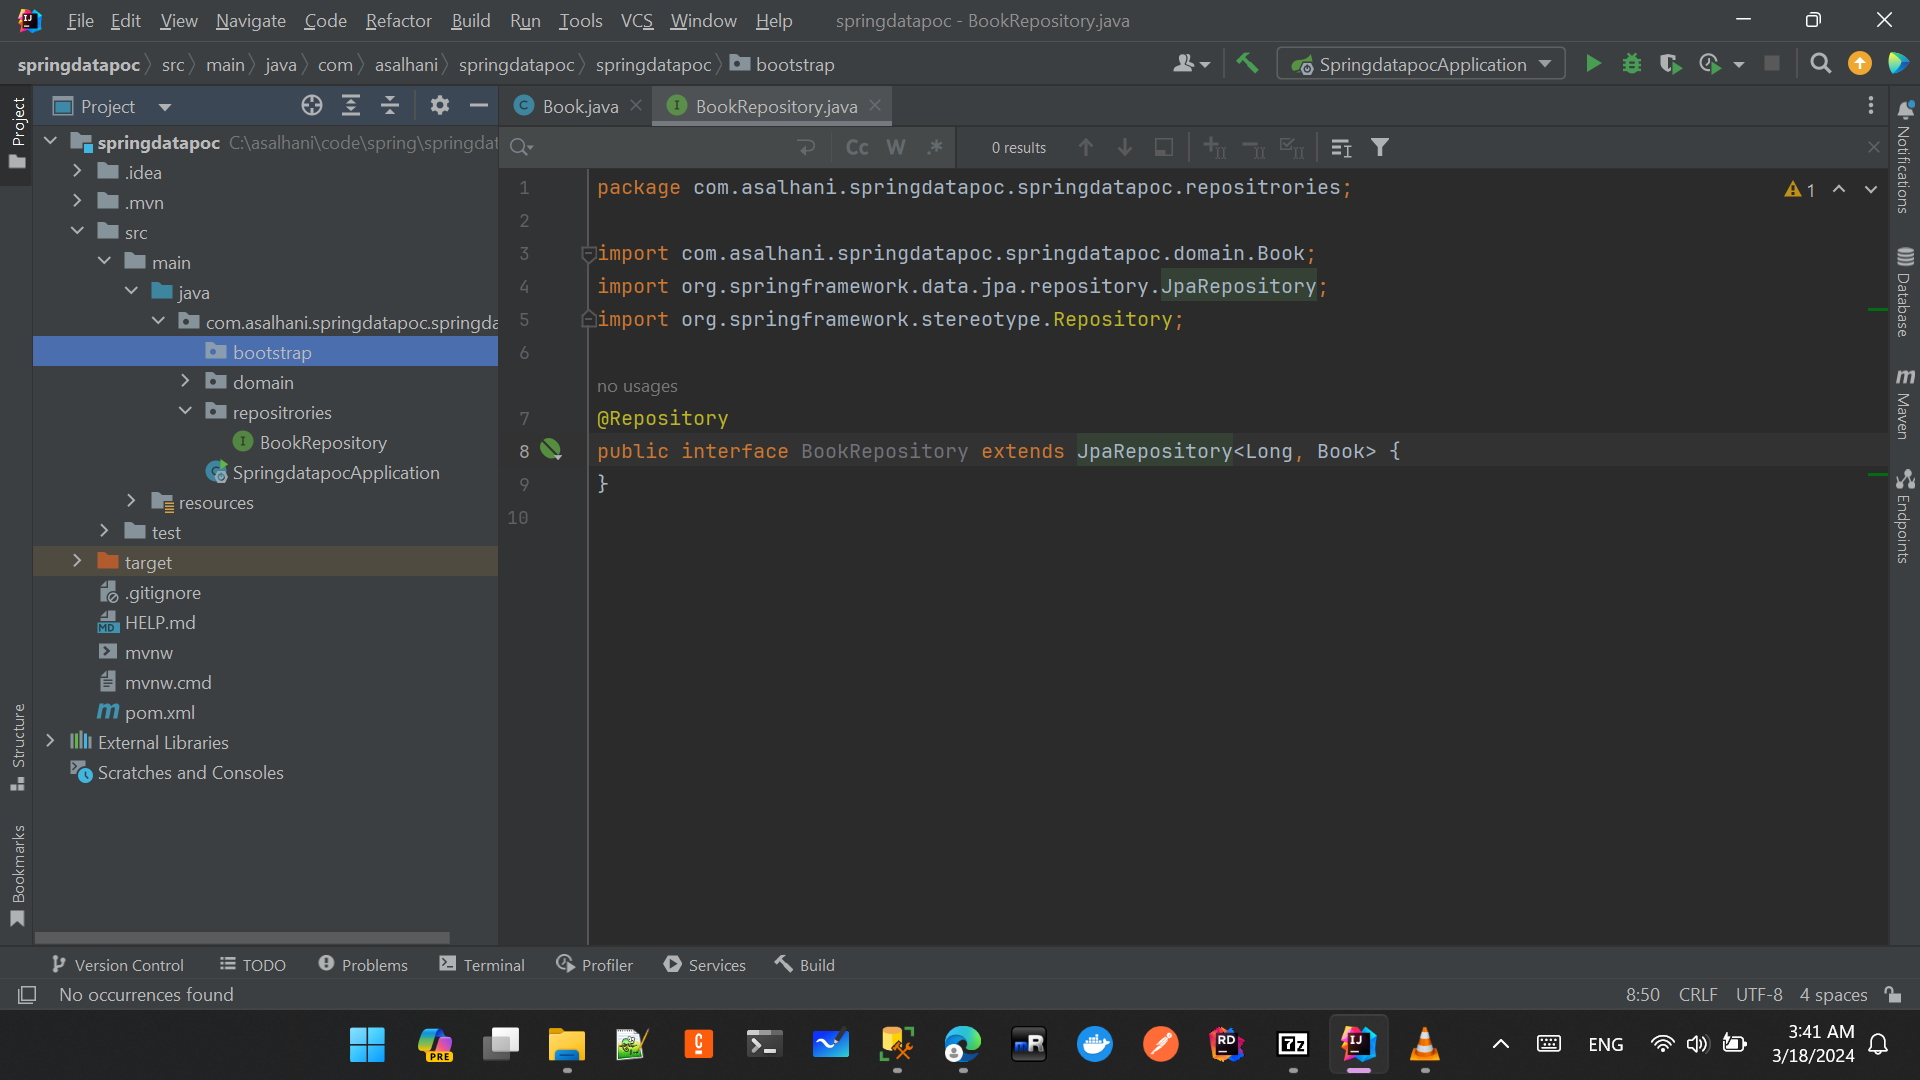 File Edit View Navigate Code Refactor Build Run Tools VCS Window Help springdatapoc - BookRepository.java
springdatapoc src main java com asalhani springdatapoc springdatapoc bootstrap SpringdatapocApplication
Project
Project
Book.java
BookRepository.java
Cc W .*
0 results
springdatapoc C:\asalhani\code\spring\springdat
.idea
.mvn
src
main
java
com.asalhani.springdatapoc.springda
bootstrap
domain
repositrories
BookRepository
SpringdatapocApplication
resources
test
target
.gitignore
HELP.md
mvnw
mvnw.cmd
pom.xml
External Libraries
Scratches and Consoles
Structure
Bookmarks
1 package com.asalhani.springdatapoc.springdatapoc.repositrories;
2
3 import com.asalhani.springdatapoc.springdatapoc.domain.Book;
4 import org.springframework.data.jpa.repository.JpaRepository;
5 import org.springframework.stereotype.Repository;
6
no usages
7 @Repository
8 public interface BookRepository extends JpaRepository<Long, Book> {
9 }
10
1
Notifications
Database
Maven
Endpoints
Version Control TODO Problems Terminal Profiler Services Build
No occurrences found 8:50 CRLF UTF-8 4 spaces
PRE
mR
RD
7z
IJ
ENG
3:41 AM
3/18/2024